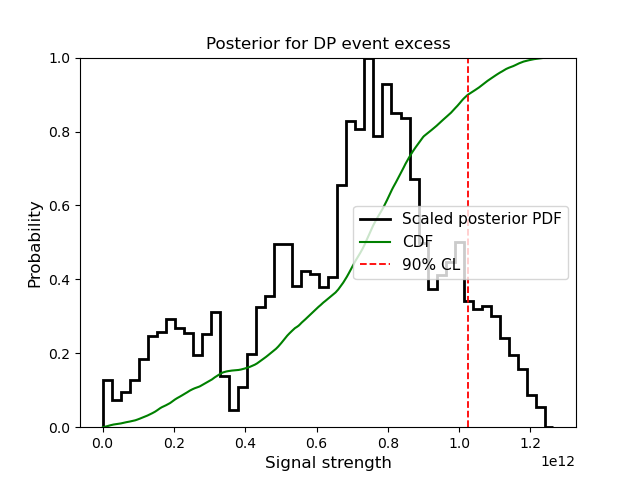 Posterior for DP event excess
Probability
1.0
0.8
0.6
0.4
0.2
0.0
Scaled posterior PDF
CDF
90% CL
0.0 0.2 0.4 0.6 0.8 1.0 1.2
1e12
Signal strength